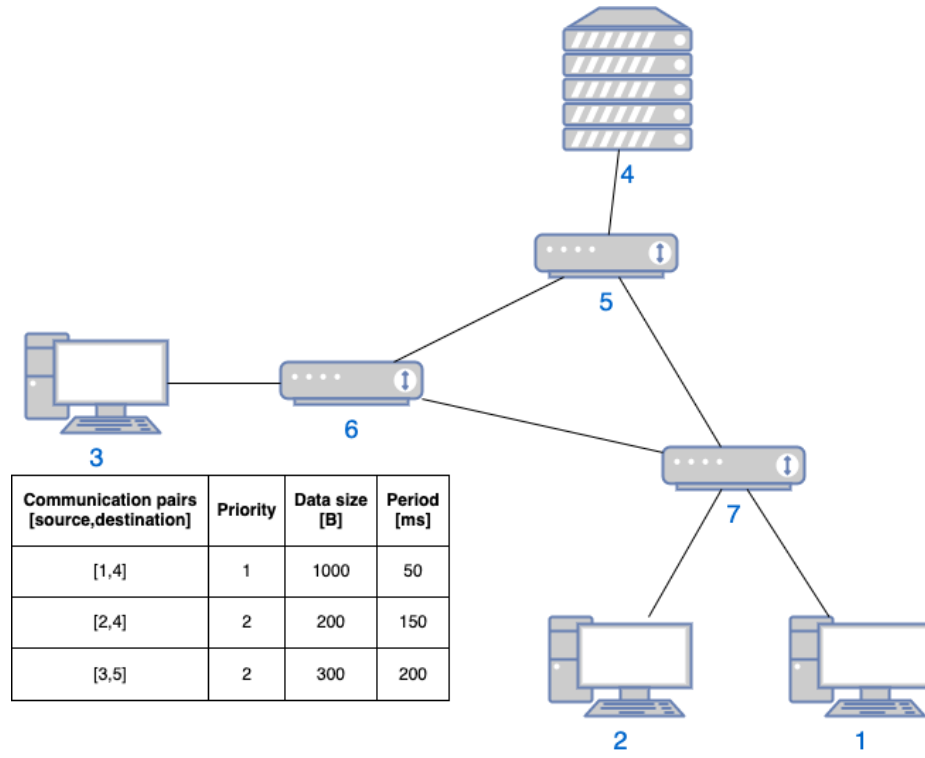 4
5
6
3
Communication pairs [source,destination] Priority Data size [B] Period [ms]
[1,4] 1 1000 50
[2,4] 2 200 150
[3,5] 2 300 200
7
2
1